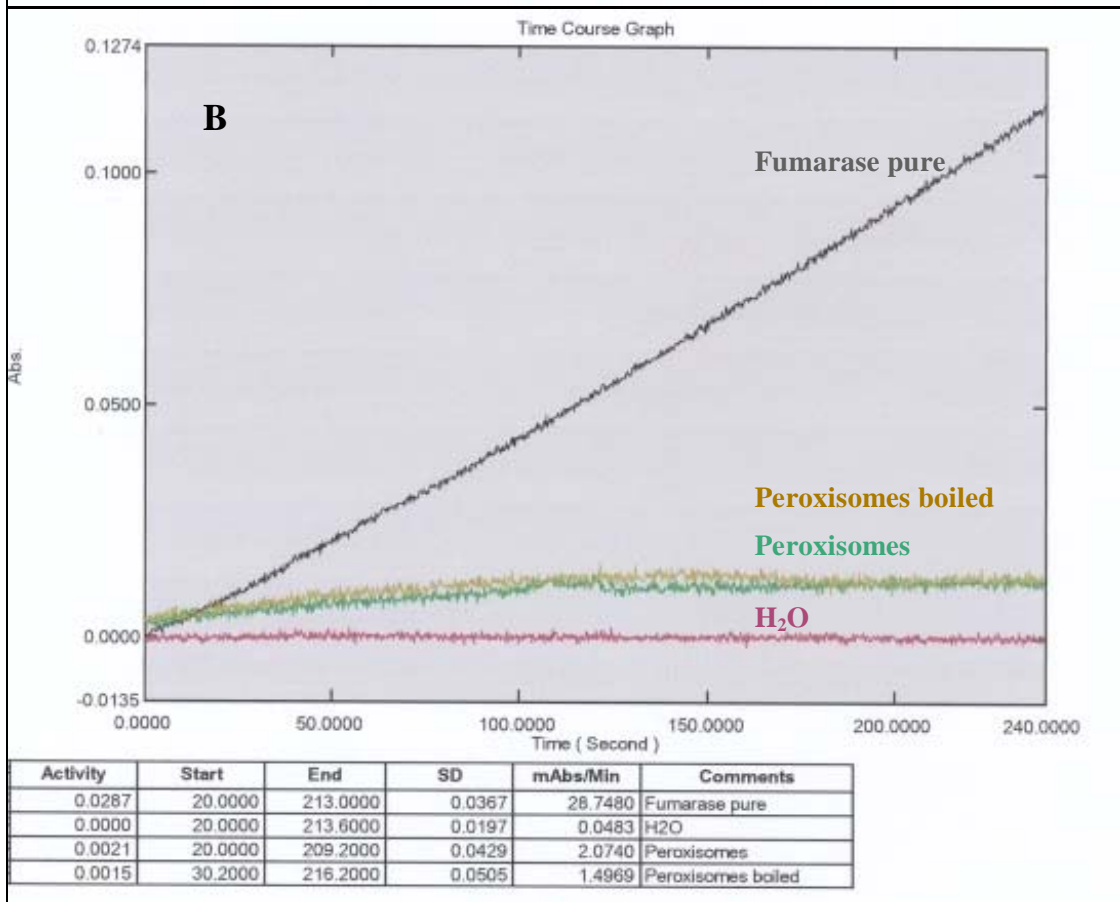 Time Course Graph
0.1274
B
Fumarase pure
0.1000
Abs.
0.0500
Peroxisomes boiled
Peroxisomes
H₂O
0.0000
-0.0135
0.0000 50.0000 100.0000 150.0000 200.0000 240.0000
Time ( Second )
Activity Start End SD mAbs/Min Comments
0.0287 20.0000 213.0000 0.0367 28.7480 Fumarase pure
0.0000 20.0000 213.6000 0.0197 0.0483 H2O
0.0021 20.0000 209.2000 0.0429 2.0740 Peroxisomes
0.0015 30.2000 216.2000 0.0505 1.4969 Peroxisomes boiled